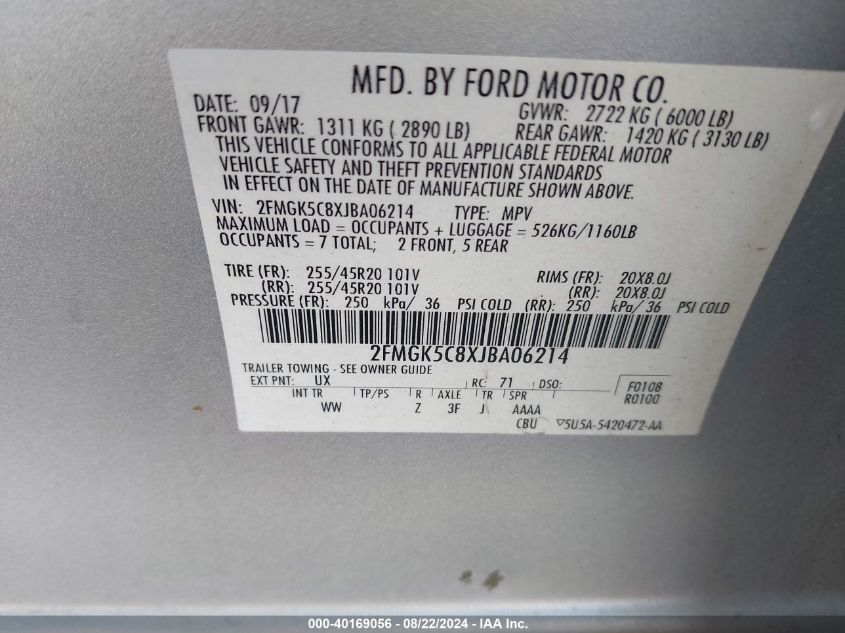 MFD. BY FORD MOTOR CO.
DATE: 09/17 GVWR: 2722 KG ( 6000 LB)
FRONT GAWR: 1311 KG ( 2890 LB) REAR GAWR: 1420 KG ( 3130 LB)
THIS VEHICLE CONFORMS TO ALL APPLICABLE FEDERAL MOTOR
VEHICLE SAFETY AND THEFT PREVENTION STANDARDS
IN EFFECT ON THE DATE OF MANUFACTURE SHOWN ABOVE.
VIN: 2FMGK5C8XJBA06214 TYPE: MPV
MAXIMUM LOAD = OCCUPANTS + LUGGAGE = 526KG/1160LB
OCCUPANTS = 7 TOTAL; 2 FRONT, 5 REAR
TIRE (FR): 255/45R20 101V RIMS (FR): 20X8.0J
(RR): 255/45R20 101V (RR): 20X8.0J
PRESSURE (FR): 250 kPa/ 36 PSI COLD (RR): 250 kPa/ 36 PSI COLD
2FMGK5C8XJBA06214
TRAILER TOWING - SEE OWNER GUIDE
EXT PNT: UX RC: 71 DSO: F0108
INT TR TP/PS R AXLE TR SPR R0100
WW Z 3F J AAAA
CBU 5U5A-5420472-AA
000-40169056 - 08/22/2024 - IAA Inc.